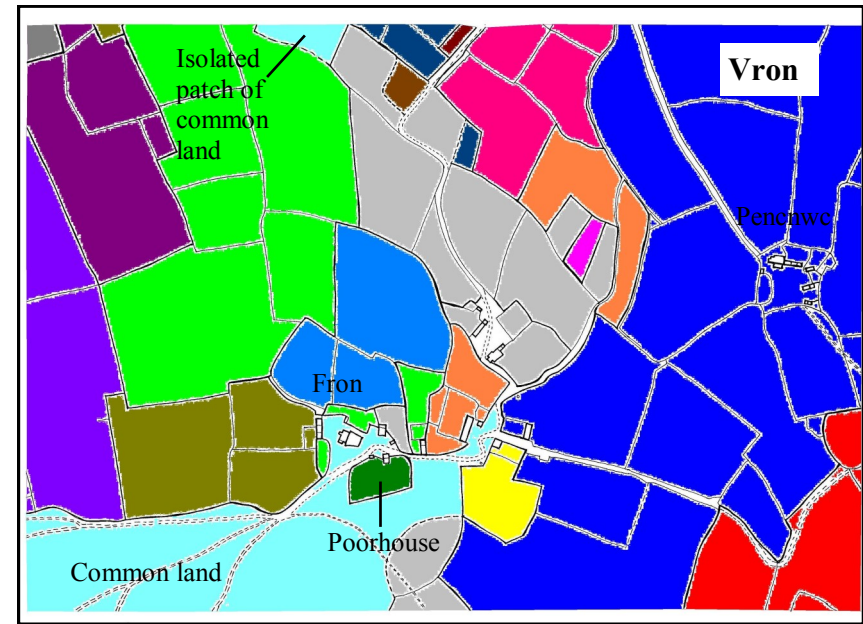 Isolated
patch of
common
land
Vron
Pencnwc
Fron
Poorhouse
Common land